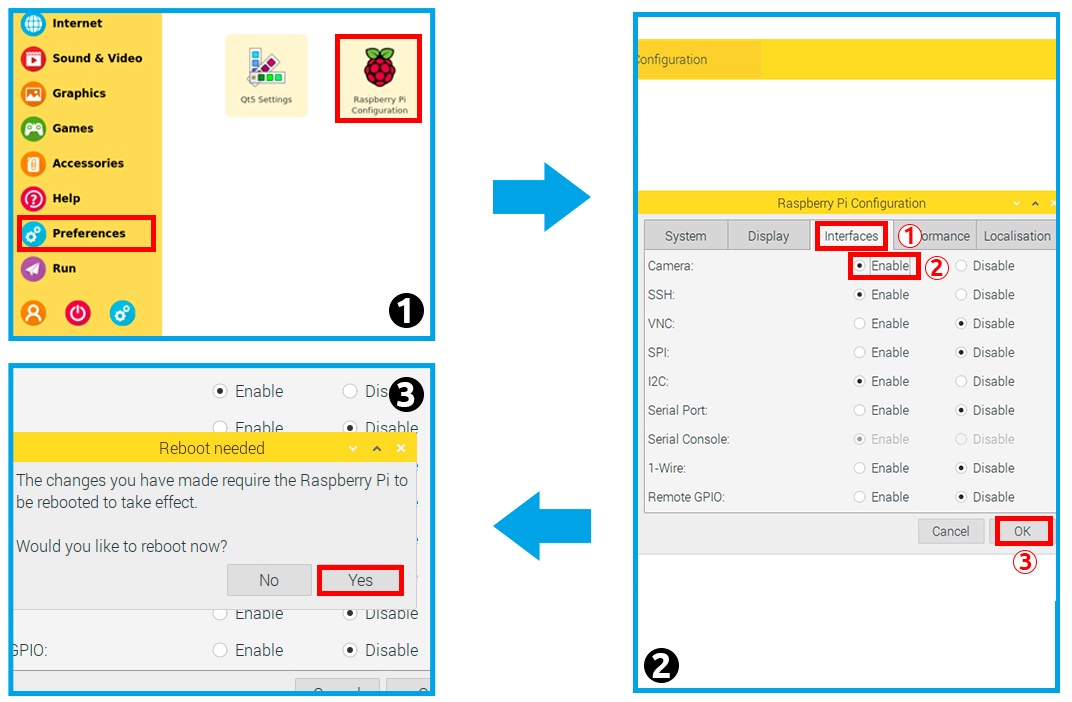 Internet
Sound & Video
Graphics
Games
Accessories
Help
Preferences
Run
Qt5 Settings
Raspberry Pi
Configuration
1
onfiguration
Raspberry Pi Configuration
System Display Interfaces ① ormance Localisation
Camera: Enable ② Disable
SSH: Enable Disable
VNC: Enable Disable
SPI: Enable Disable
I2C: Enable Disable
Serial Port: Enable Disable
Serial Console: Enable Disable
1-Wire: Enable Disable
Remote GPIO: Enable Disable
Cancel OK
③
2
Enable Dis
3
Enable Disable
Reboot needed
The changes you have made require the Raspberry Pi to
be rebooted to take effect.
Would you like to reboot now?
No Yes
Enable Disable
GPIO: Enable Disable